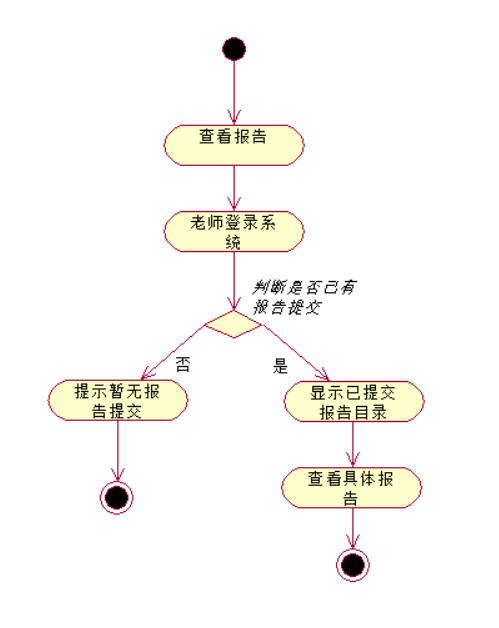 查看报告
老师登录系
统
判断是否已有
报告提交
否
是
提示暂无报
告提交
显示已提交
报告目录
查看具体报
告